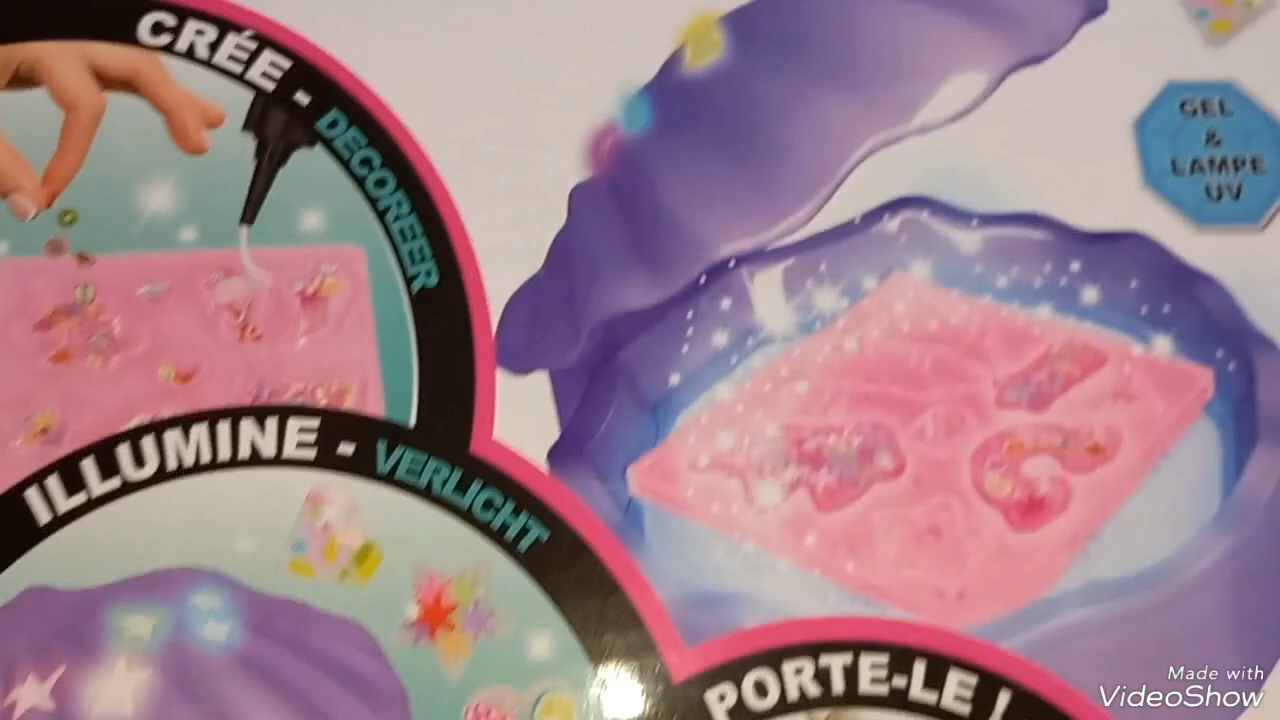 CRÉE - DECOREER
GEL
&
LAMPE
UV
ILLUMINE - VERLICHT
PORTE-LE !
Made with
VideoShow